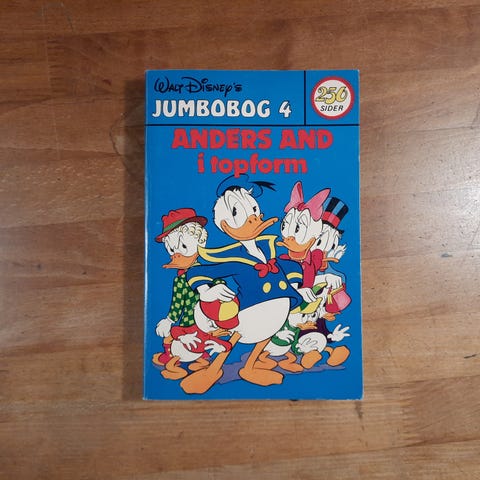 Walt Disney's
JUMBOBOG 4
256
SIDER
ANDERS AND
i topform